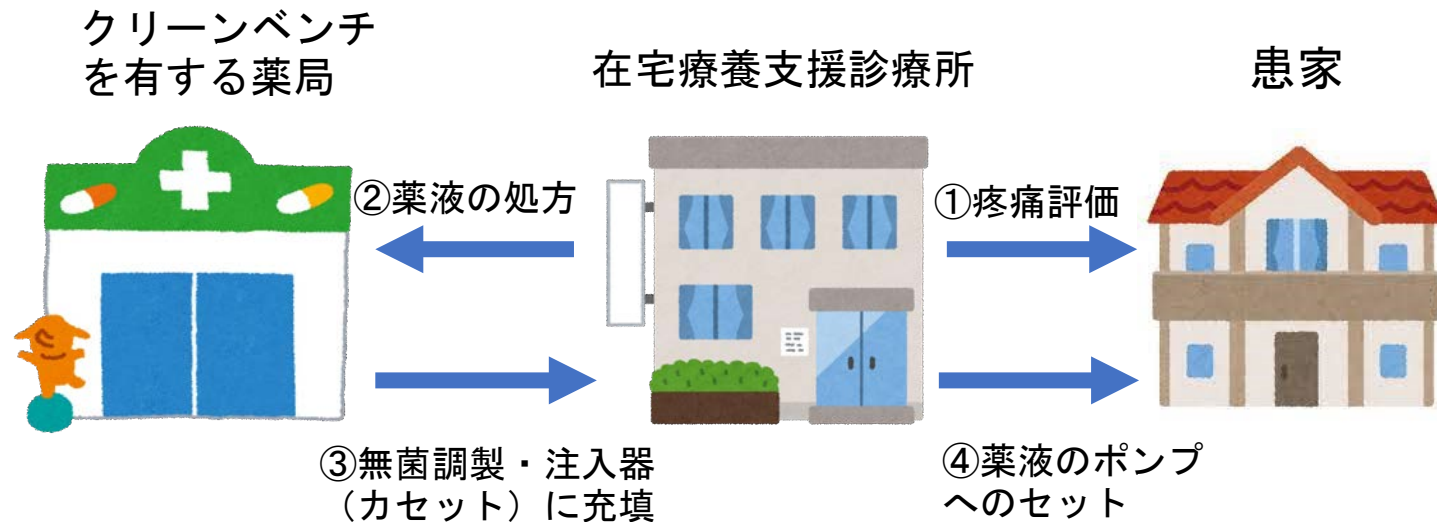 クリーンベンチ
を有する薬局
在宅療養支援診療所
患家
②薬液の処方
①疼痛評価
③無菌調製・注入器
（カセット）に充填
④薬液のポンプ
へのセット